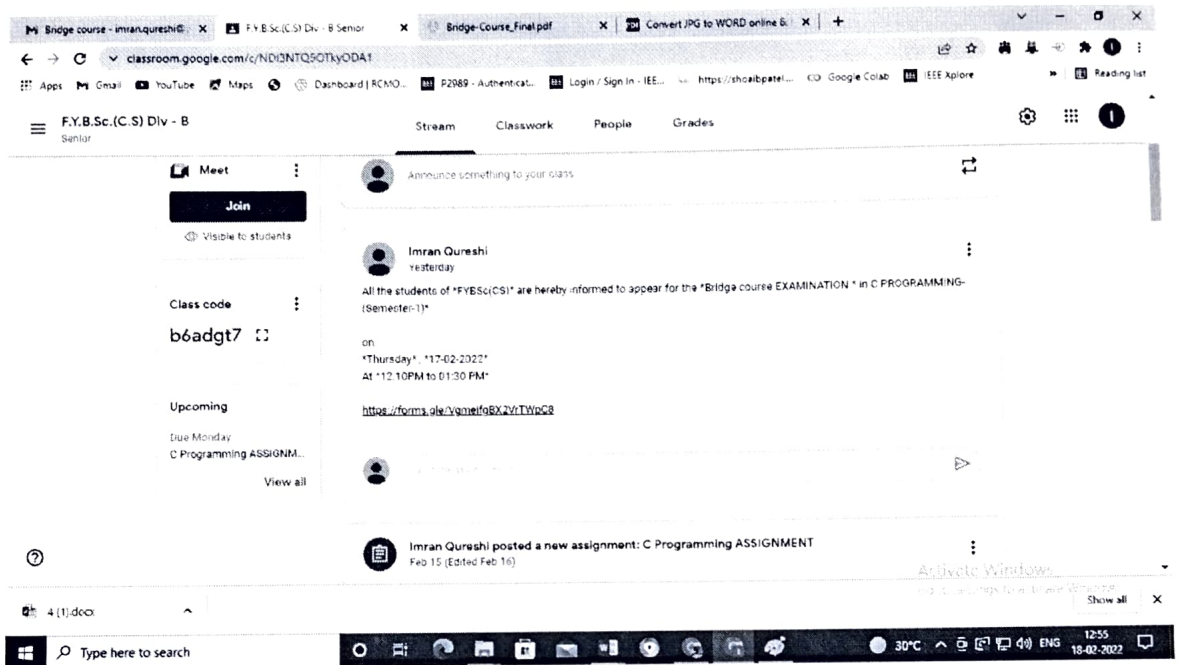 Bridge course - imran.qureshi@
F.Y.B.Sc.(C.S) Div - B Senior
Bridge-Course_Final.pdf
Convert JPG to WORD online &
classroom.google.com/c/NDI3NTQ5OTkyODA1
Apps Gmail YouTube Maps Dashboard | RCMO... P2989 - Authenticat... Login / Sign In - IEE... https://shoaibpatel.... Google Colab IEEE Xplore Reading list
F.Y.B.Sc.(C.S) Div - B
Senior
Stream Classwork People Grades
Meet
Join
Visible to students
Class code
b6adgt7
Upcoming
Due Monday
C Programming ASSIGNM...
View all
Announce something to your class
Imran Qureshi
Yesterday
All the students of *FYBSc(CS)* are hereby informed to appear for the *Bridge course EXAMINATION * in C PROGRAMMING-
(Semester-1)*
on
*Thursday*, *17-02-2022*
At *12.10PM to 01:30 PM*
https://forms.gle/VgmeifgBX2VrTWpC8
Imran Qureshi posted a new assignment: C Programming ASSIGNMENT
Feb 15 (Edited Feb 16)
Activate Windows
4 (1).docx
Show all
Type here to search
30°C ENG
12:55
18-02-2022